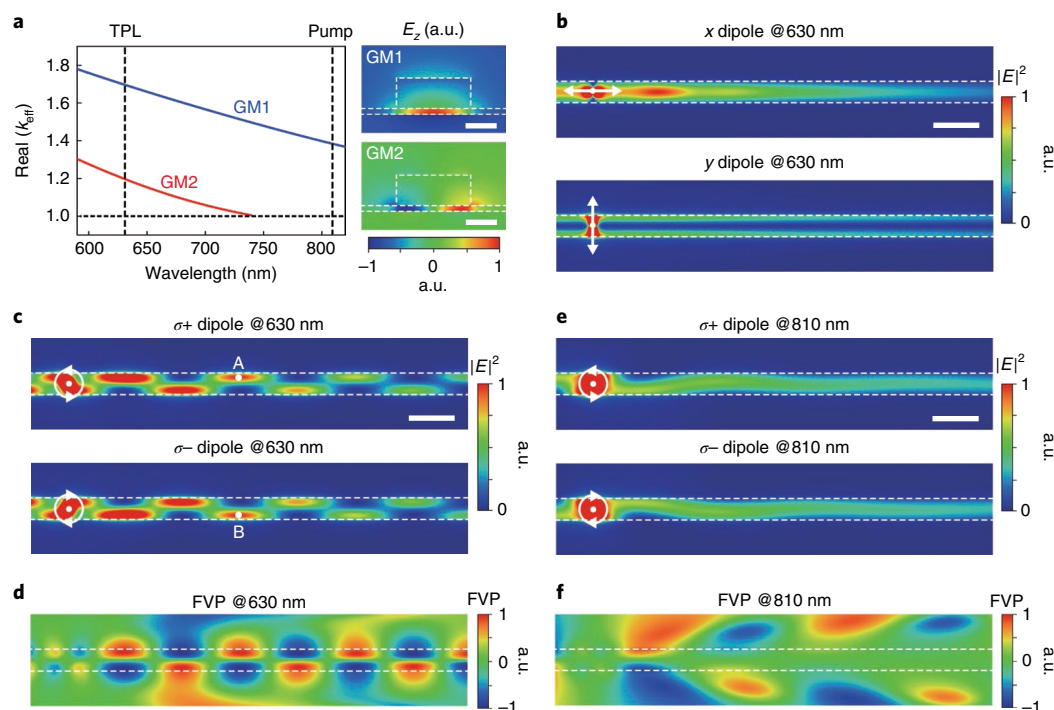 a
TPL
Pump
Real (k_eff)
1.8
1.6
1.4
1.2
1.0
GM1
GM2
600
650
700
750
800
Wavelength (nm)
E_z (a.u.)
GM1
GM2
−1
0
1
a.u.
b
x dipole @630 nm
y dipole @630 nm
|E|²
1
0
a.u.
c
σ+ dipole @630 nm
A
σ− dipole @630 nm
B
|E|²
1
0
a.u.
e
σ+ dipole @810 nm
σ− dipole @810 nm
|E|²
1
0
a.u.
d
FVP @630 nm
FVP
1
0
−1
a.u.
f
FVP @810 nm
FVP
1
0
−1
a.u.